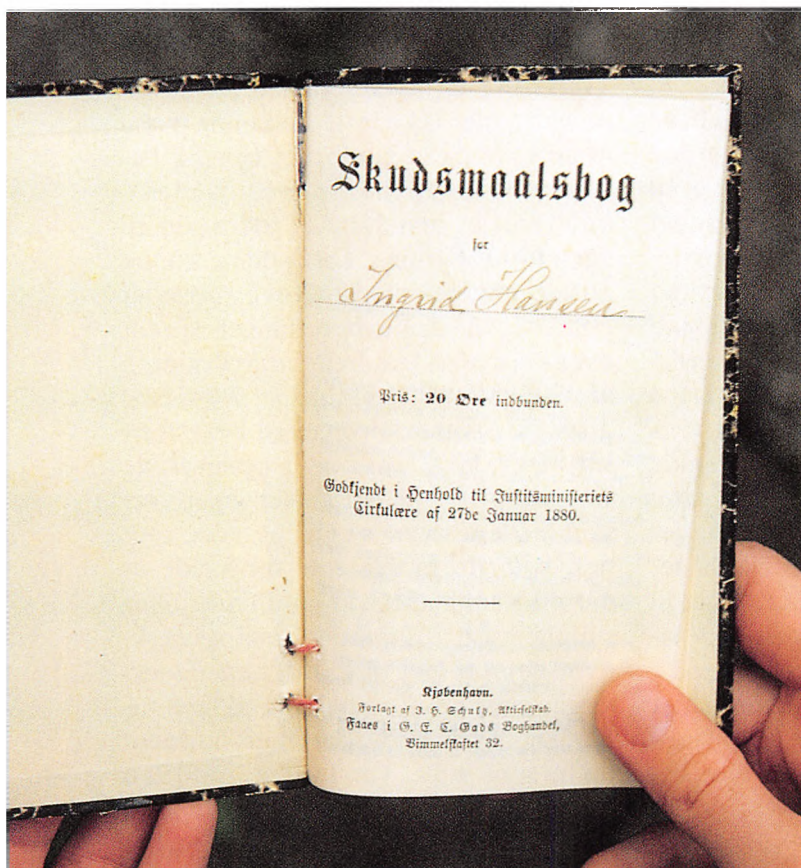 Skudsmaalsbog
for
Ingrid Hansen
Pris: 20 Øre indbunden.
Godkjendt i Henhold til Justitsministeriets
Cirkulære af 27de Januar 1880.
Kjøbenhavn.
Forlagt af J. H. Schultz, Aktieselskab.
Faaes i G. E. C. Gads Boghandel,
Vimmelskaftet 32.